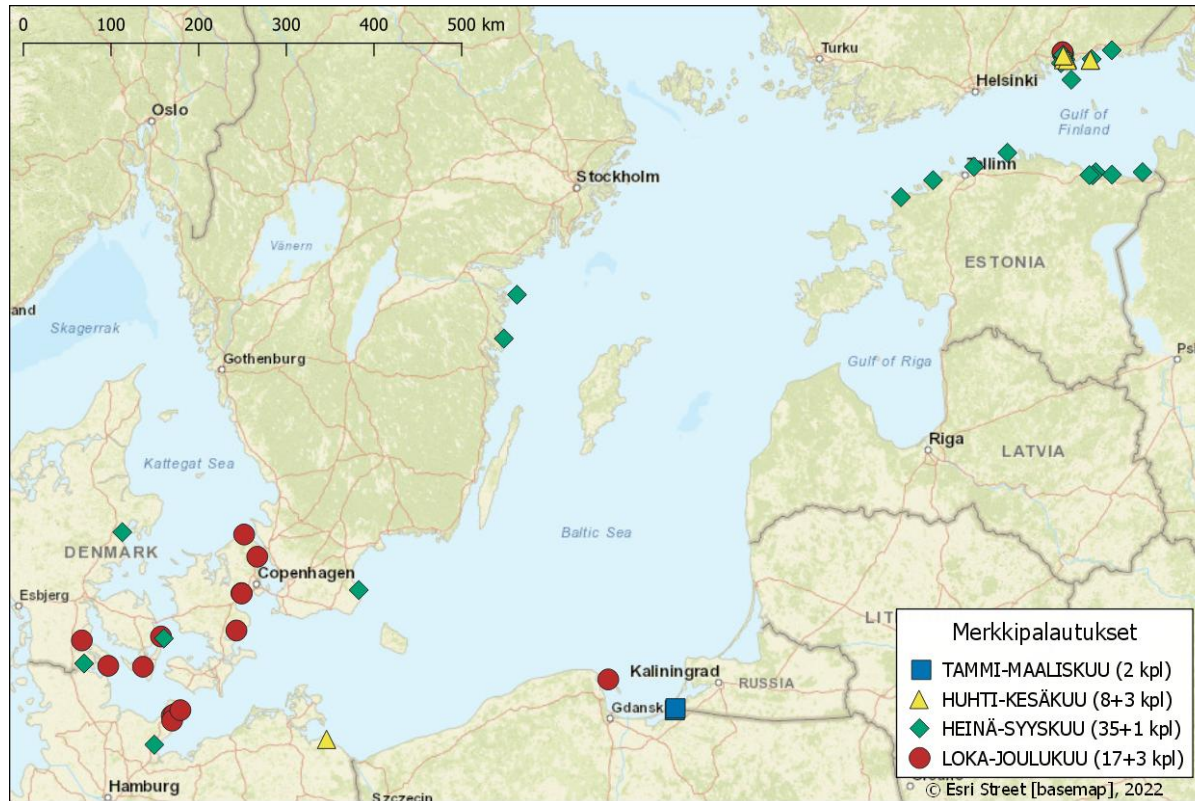 0 100 200 300 400 500 km
Turku
Helsinki
Oslo
Gulf of
Finland
Tallinn
Stockholm
Vänern
ESTONIA
and
Skagerrak
Gothenburg
Gulf of Riga
Riga
LATVIA
Kattegat Sea
Baltic Sea
DENMARK
Copenhagen
Esbjerg
Kaliningrad
RUSSIA
Gdansk
Hamburg
Szczecin
Merkkipalautukset
TAMMI-MAALISKUU (2 kpl)
HUHTI-KESÄKUU (8+3 kpl)
HEINÄ-SYYSKUU (35+1 kpl)
LOKA-JOULUKUU (17+3 kpl)
© Esri Street [basemap], 2022